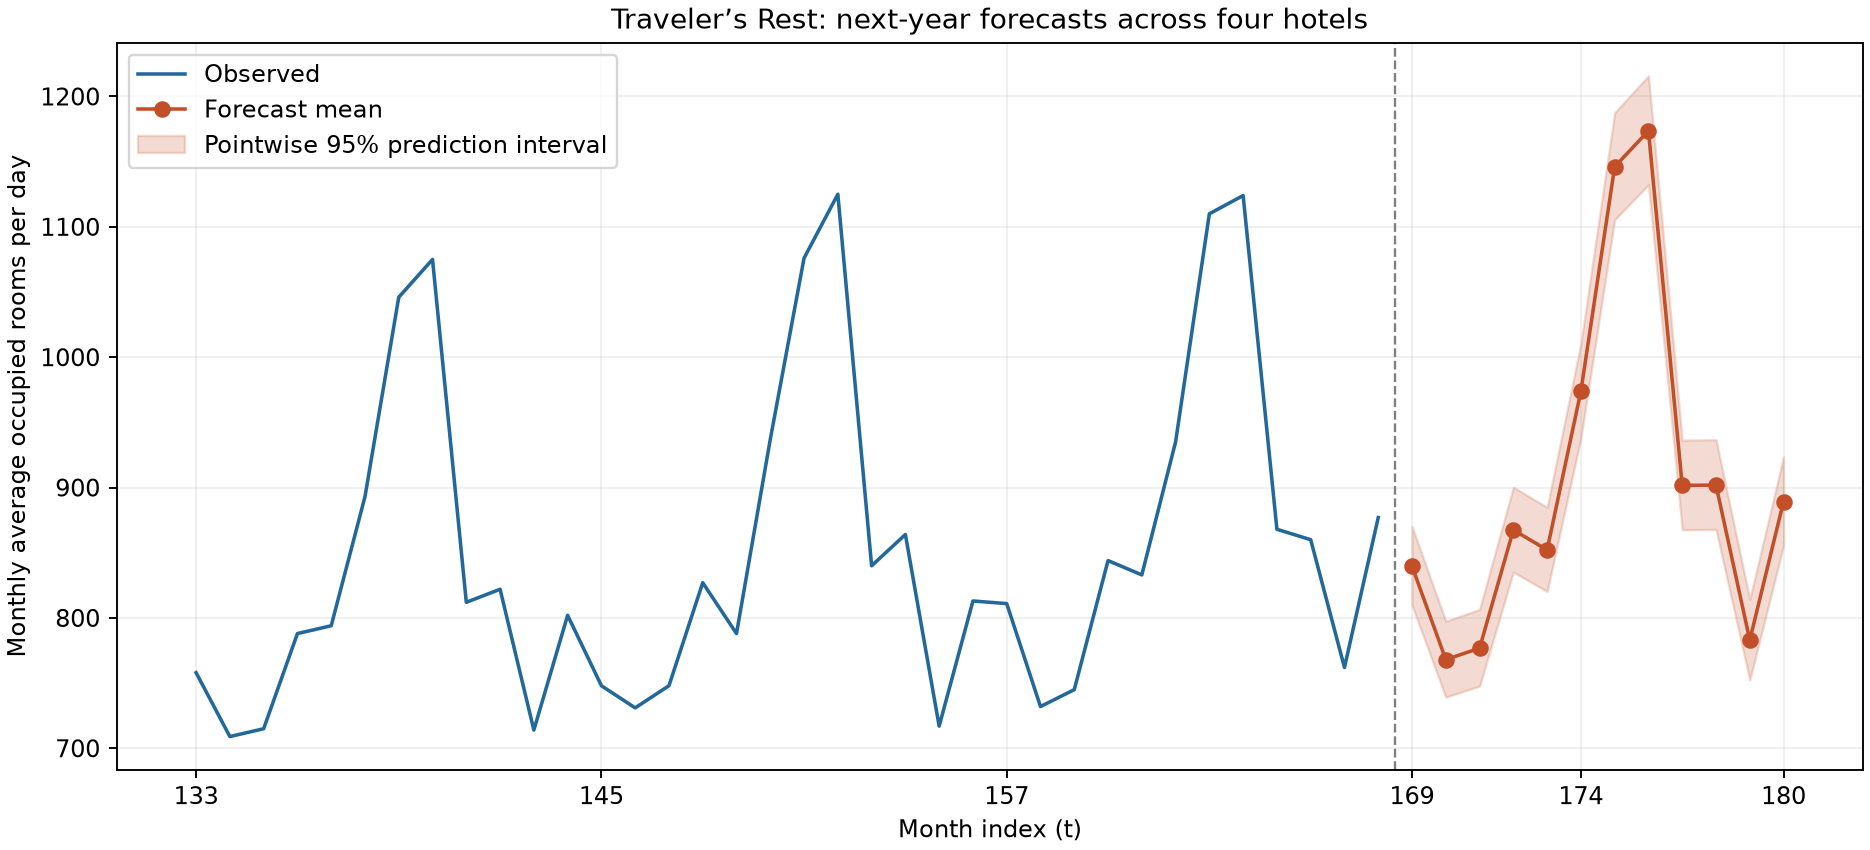 Traveler’s Rest: next-year forecasts across four hotels
Observed
Forecast mean
Pointwise 95% prediction interval
Monthly average occupied rooms per day
1200
1100
1000
900
800
700
133 145 157 169 174 180
Month index (t)